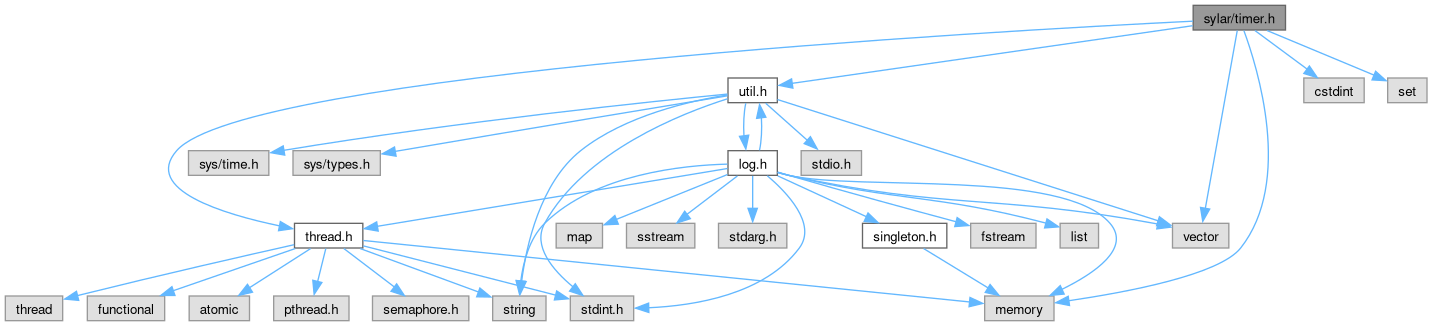 sylar/timer.h
util.h
cstdint
set
sys/time.h
sys/types.h
log.h
stdio.h
thread.h
map
sstream
stdarg.h
singleton.h
fstream
list
vector
thread
functional
atomic
pthread.h
semaphore.h
string
stdint.h
memory